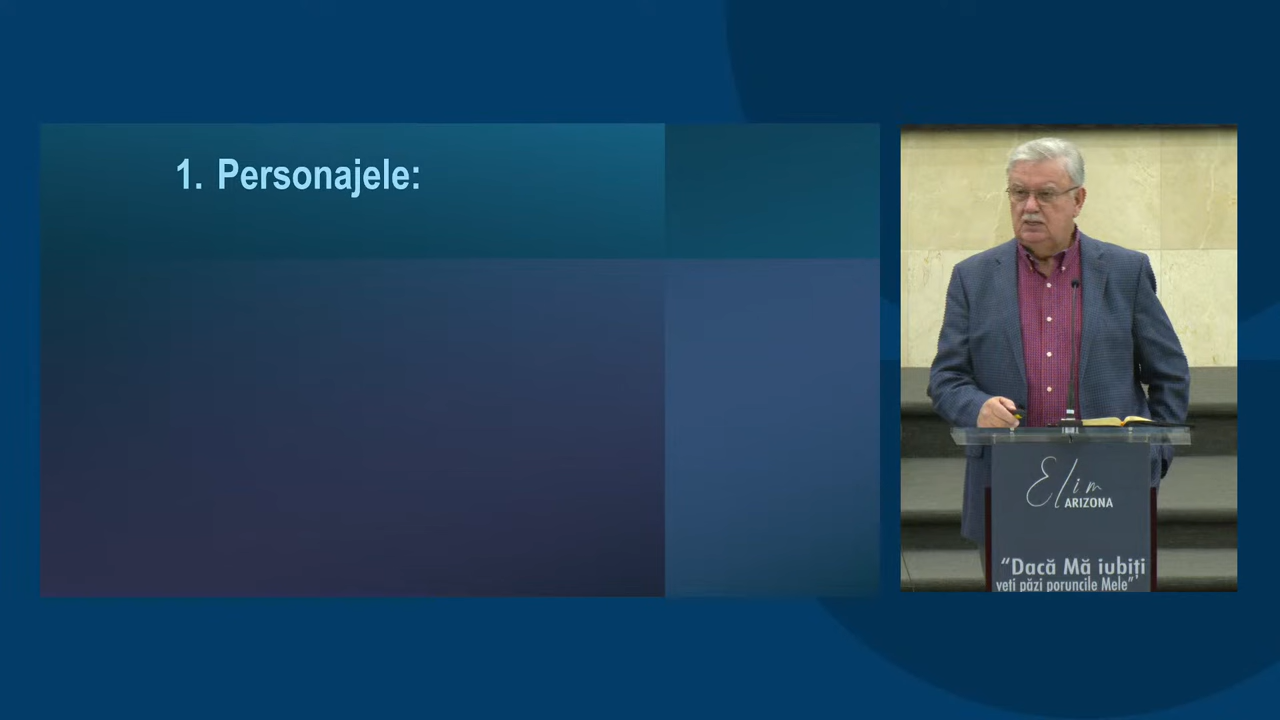 1. Personajele:
Elim
ARIZONA
“Dacă Mă iubiți
veți păzi poruncile Mele”